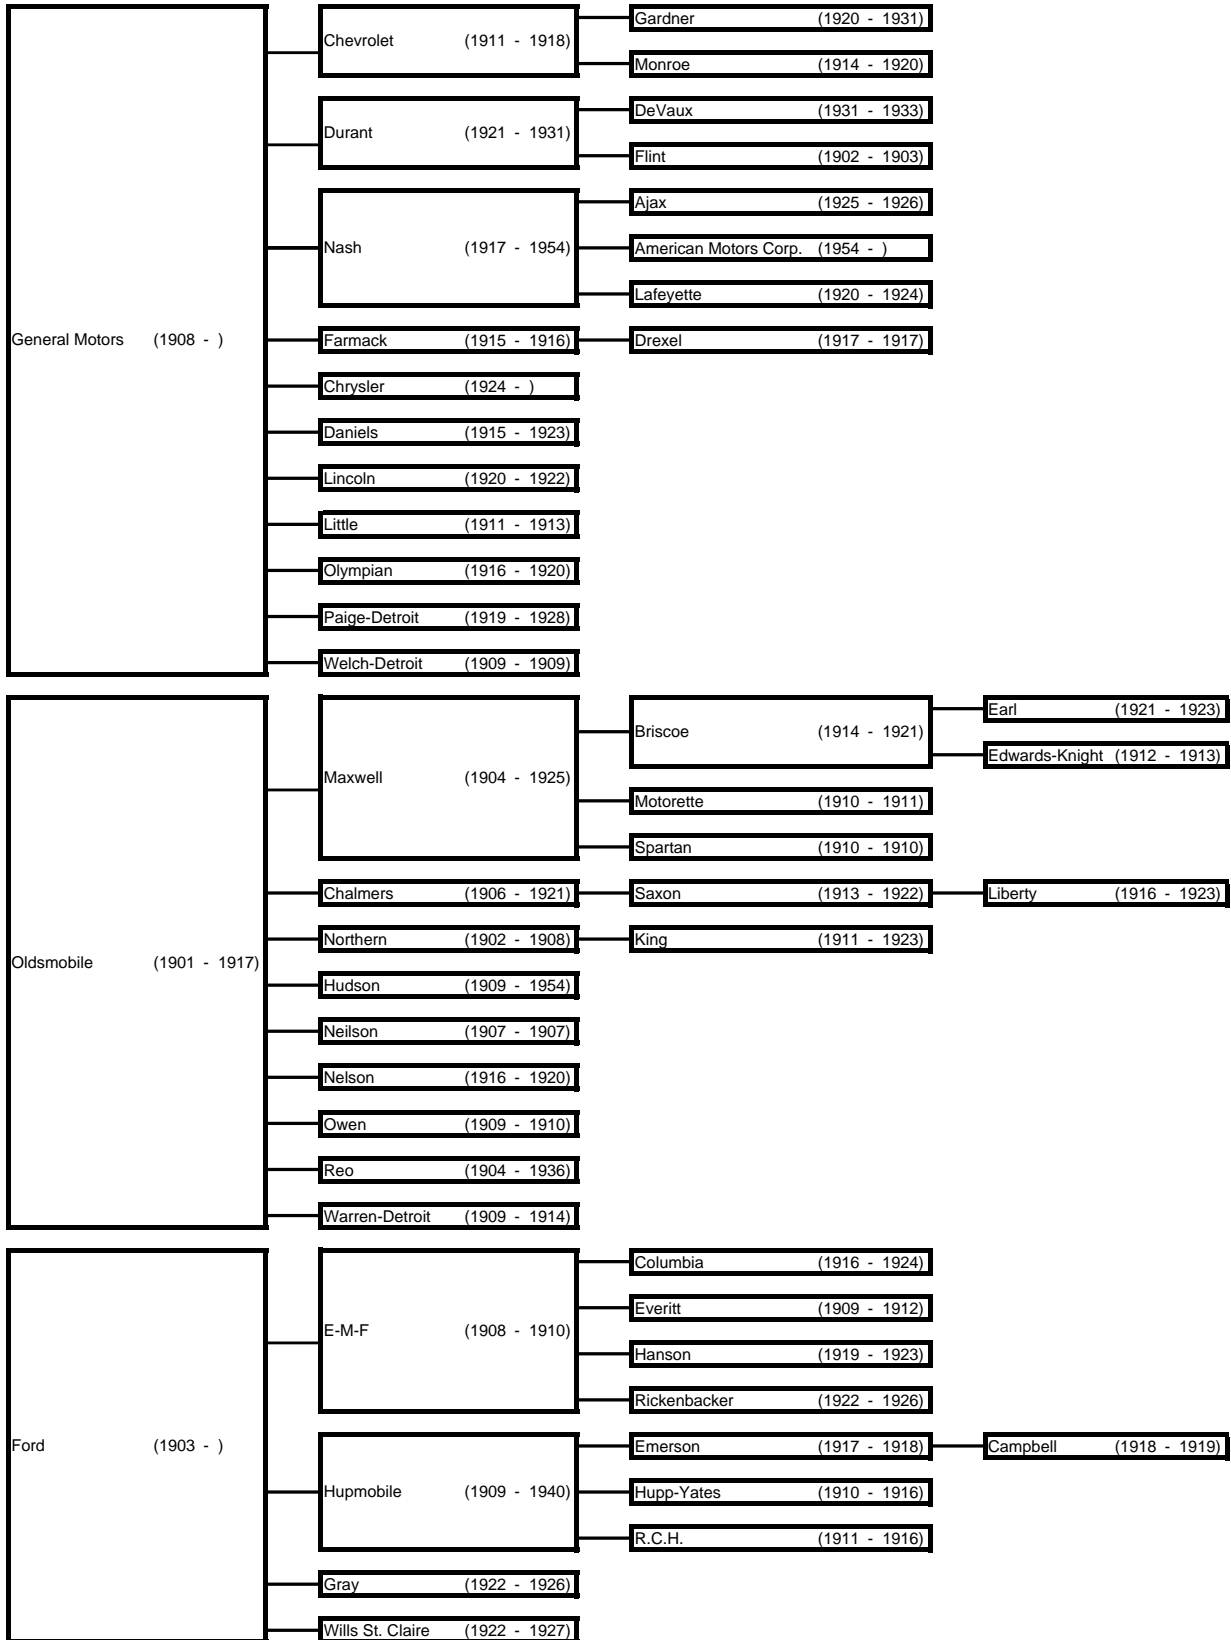 Gardner (1920 - 1931)
Chevrolet (1911 - 1918)
Monroe (1914 - 1920)
DeVaux (1931 - 1933)
Durant (1921 - 1931)
Flint (1902 - 1903)
Ajax (1925 - 1926)
Nash (1917 - 1954) American Motors Corp. (1954 - )
Lafeyette (1920 - 1924)
General Motors (1908 - ) Farmack (1915 - 1916) Drexel (1917 - 1917)
Chrysler (1924 - )
Daniels (1915 - 1923)
Lincoln (1920 - 1922)
Little (1911 - 1913)
Olympian (1916 - 1920)
Paige-Detroit (1919 - 1928)
Welch-Detroit (1909 - 1909)
Earl (1921 - 1923)
Briscoe (1914 - 1921)
Edwards-Knight (1912 - 1913)
Maxwell (1904 - 1925)
Motorette (1910 - 1911)
Spartan (1910 - 1910)
Chalmers (1906 - 1921) Saxon (1913 - 1922) Liberty (1916 - 1923)
Northern (1902 - 1908) King (1911 - 1923)
Oldsmobile (1901 - 1917)
Hudson (1909 - 1954)
Neilson (1907 - 1907)
Nelson (1916 - 1920)
Owen (1909 - 1910)
Reo (1904 - 1936)
Warren-Detroit (1909 - 1914)
Columbia (1916 - 1924)
Everitt (1909 - 1912)
E-M-F (1908 - 1910)
Hanson (1919 - 1923)
Rickenbacker (1922 - 1926)
Ford (1903 - ) Emerson (1917 - 1918) Campbell (1918 - 1919)
Hupmobile (1909 - 1940) Hupp-Yates (1910 - 1916)
R.C.H. (1911 - 1916)
Gray (1922 - 1926)
Wills St. Claire (1922 - 1927)